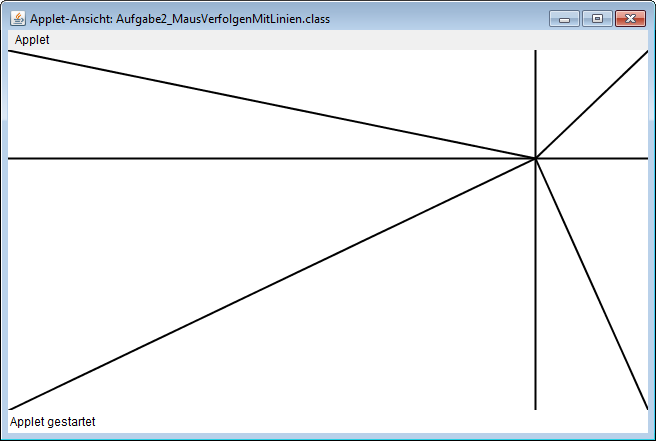 Applet-Ansicht: Aufgabe2_MausVerfolgenMitLinien.class
Applet
Applet gestartet